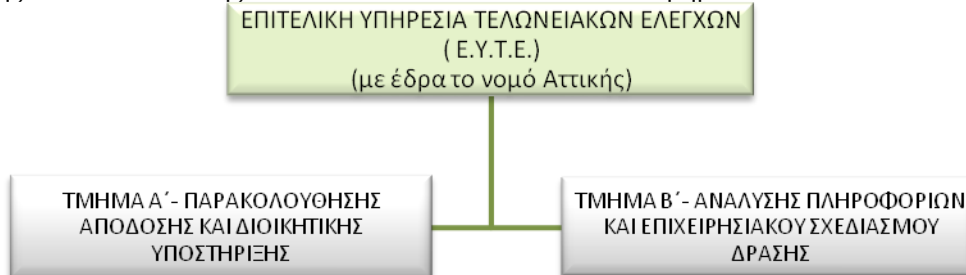 ΕΠΙΤΕΛΙΚΗ ΥΠΗΡΕΣΙΑ ΤΕΛΩΝΕΙΑΚΩΝ ΕΛΕΓΧΩΝ
( Ε.Υ.Τ.Ε.)
(με έδρα το νομό Αττικής)
ΤΜΗΜΑ Α΄- ΠΑΡΑΚΟΛΟΥΘΗΣΗΣ
ΑΠΟΔΟΣΗΣ ΚΑΙ ΔΙΟΙΚΗΤΙΚΗΣ
ΥΠΟΣΤΗΡΙΞΗΣ
ΤΜΗΜΑ Β΄- ΑΝΑΛΥΣΗΣ ΠΛΗΡΟΦΟΡΙΩΝ
ΚΑΙ ΕΠΙΧΕΙΡΗΣΙΑΚΟΥ ΣΧΕΔΙΑΣΜΟΥ
ΔΡΑΣΗΣ